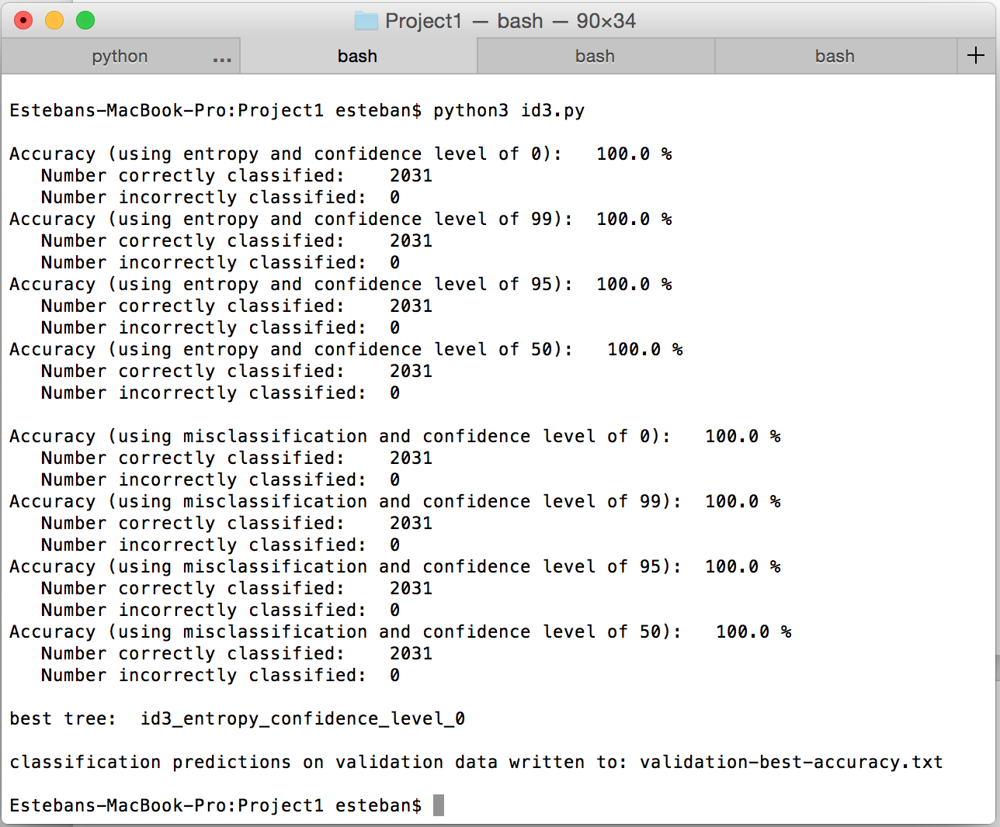 Project1 — bash — 90×34
python ... bash bash bash +
Estebans-MacBook-Pro:Project1 esteban$ python3 id3.py
Accuracy (using entropy and confidence level of 0):   100.0 %
   Number correctly classified:    2031
   Number incorrectly classified:  0
Accuracy (using entropy and confidence level of 99):  100.0 %
   Number correctly classified:    2031
   Number incorrectly classified:  0
Accuracy (using entropy and confidence level of 95):  100.0 %
   Number correctly classified:    2031
   Number incorrectly classified:  0
Accuracy (using entropy and confidence level of 50):   100.0 %
   Number correctly classified:    2031
   Number incorrectly classified:  0
Accuracy (using misclassification and confidence level of 0):   100.0 %
   Number correctly classified:    2031
   Number incorrectly classified:  0
Accuracy (using misclassification and confidence level of 99):  100.0 %
   Number correctly classified:    2031
   Number incorrectly classified:  0
Accuracy (using misclassification and confidence level of 95):  100.0 %
   Number correctly classified:    2031
   Number incorrectly classified:  0
Accuracy (using misclassification and confidence level of 50):   100.0 %
   Number correctly classified:    2031
   Number incorrectly classified:  0
best tree:  id3_entropy_confidence_level_0
classification predictions on validation data written to: validation-best-accuracy.txt
Estebans-MacBook-Pro:Project1 esteban$